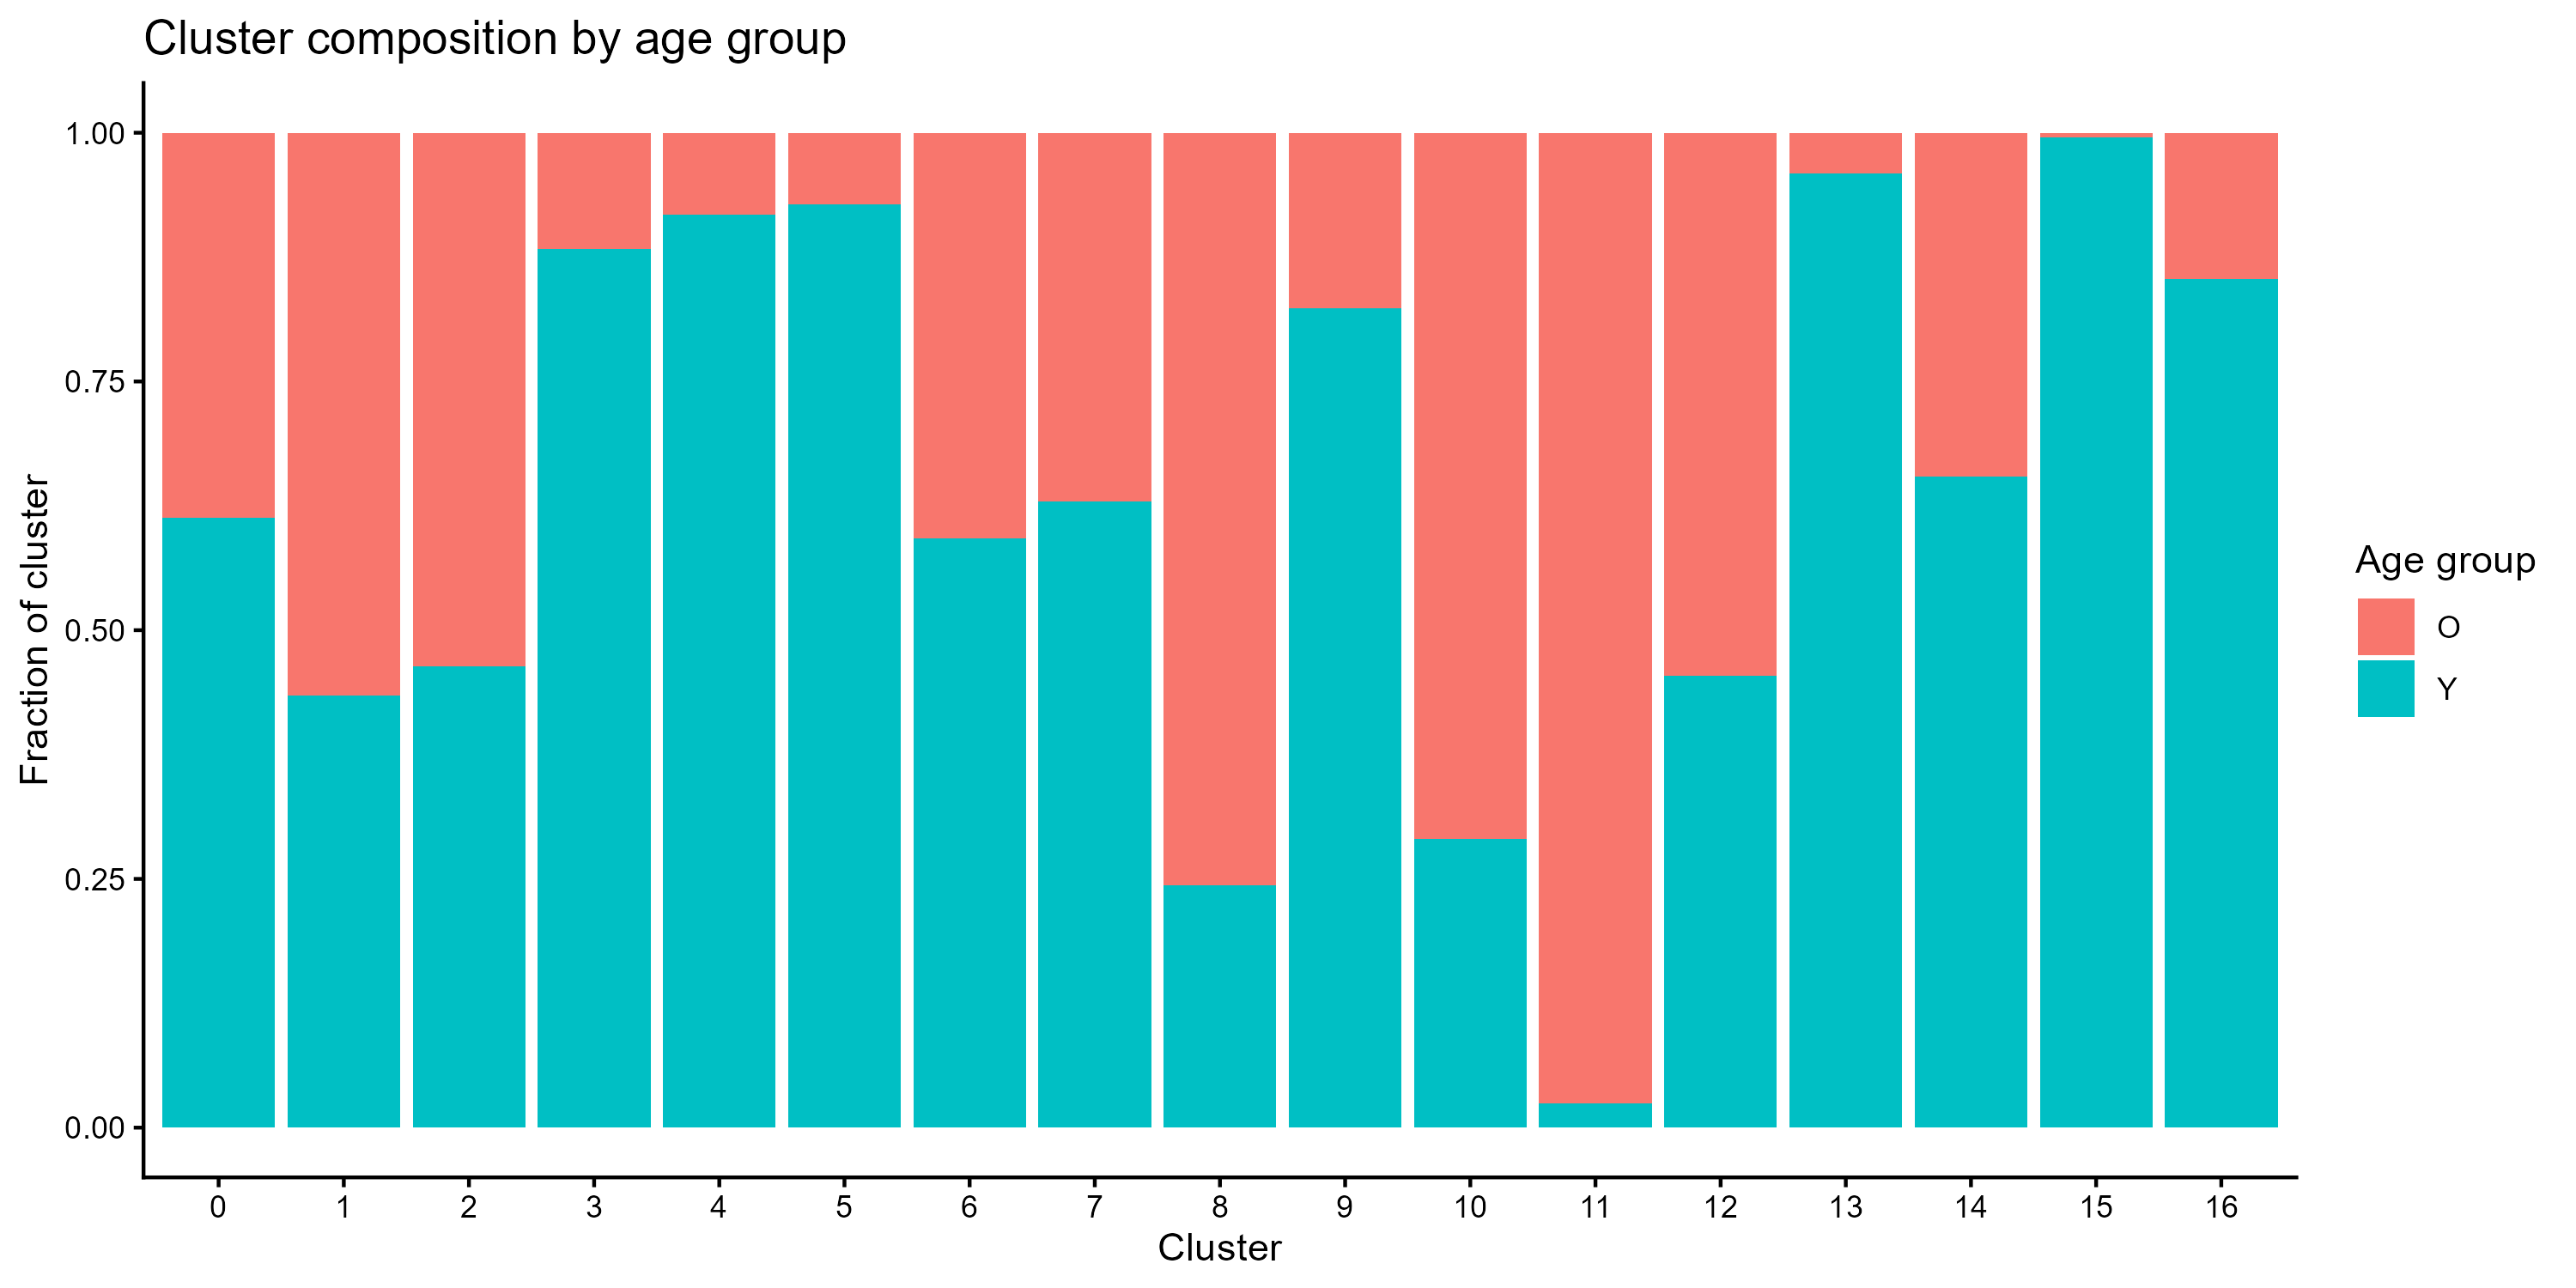 Cluster composition by age group
Fraction of cluster
1.00
0.75
0.50
0.25
0.00
0 1 2 3 4 5 6 7 8 9 10 11 12 13 14 15 16
Cluster
Age group
O
Y